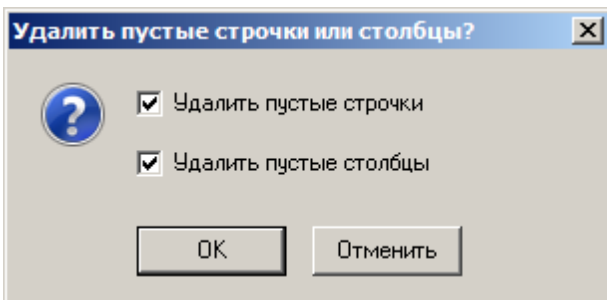 Удалить пустые строчки или столбцы?
Удалить пустые строчки
Удалить пустые столбцы
OK
Отменить